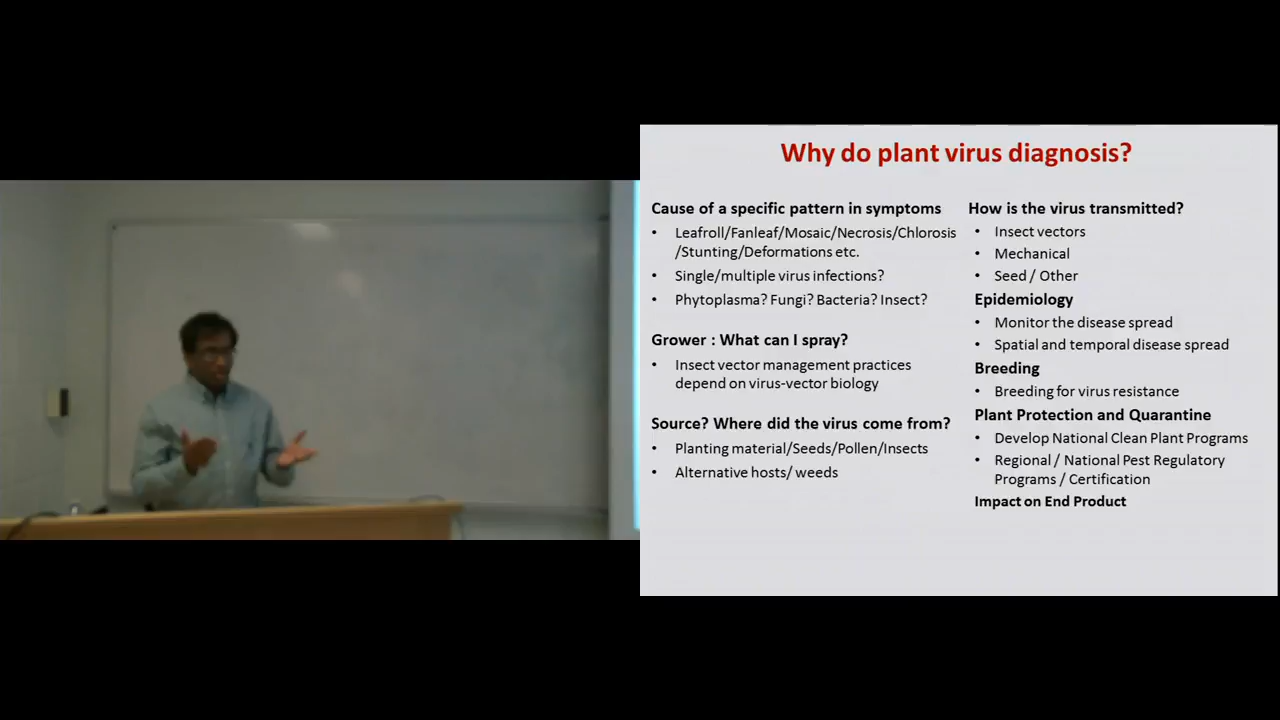 Why do plant virus diagnosis?
Cause of a specific pattern in symptoms
• Leafroll/Fanleaf/Mosaic/Necrosis/Chlorosis
/Stunting/Deformations etc.
• Single/multiple virus infections?
• Phytoplasma? Fungi? Bacteria? Insect?
Grower : What can I spray?
• Insect vector management practices
depend on virus-vector biology
Source? Where did the virus come from?
• Planting material/Seeds/Pollen/Insects
• Alternative hosts/ weeds
How is the virus transmitted?
• Insect vectors
• Mechanical
• Seed / Other
Epidemiology
• Monitor the disease spread
• Spatial and temporal disease spread
Breeding
• Breeding for virus resistance
Plant Protection and Quarantine
• Develop National Clean Plant Programs
• Regional / National Pest Regulatory
Programs / Certification
Impact on End Product